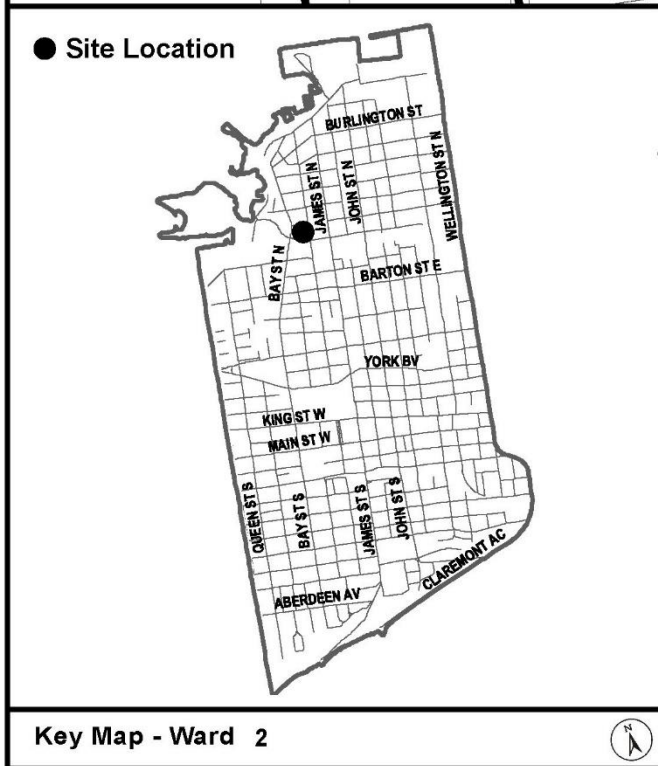 Site Location
BURLINGTON ST
JAMES ST N
JOHN ST N
WELLINGTON ST N
BAY ST N
BARTON ST E
YORK BV
KING ST W
MAIN ST W
QUEEN ST S
BAY ST S
JAMES ST S
JOHN ST S
CLAREMONT AC
ABERDEEN AV
Key Map - Ward 2
N